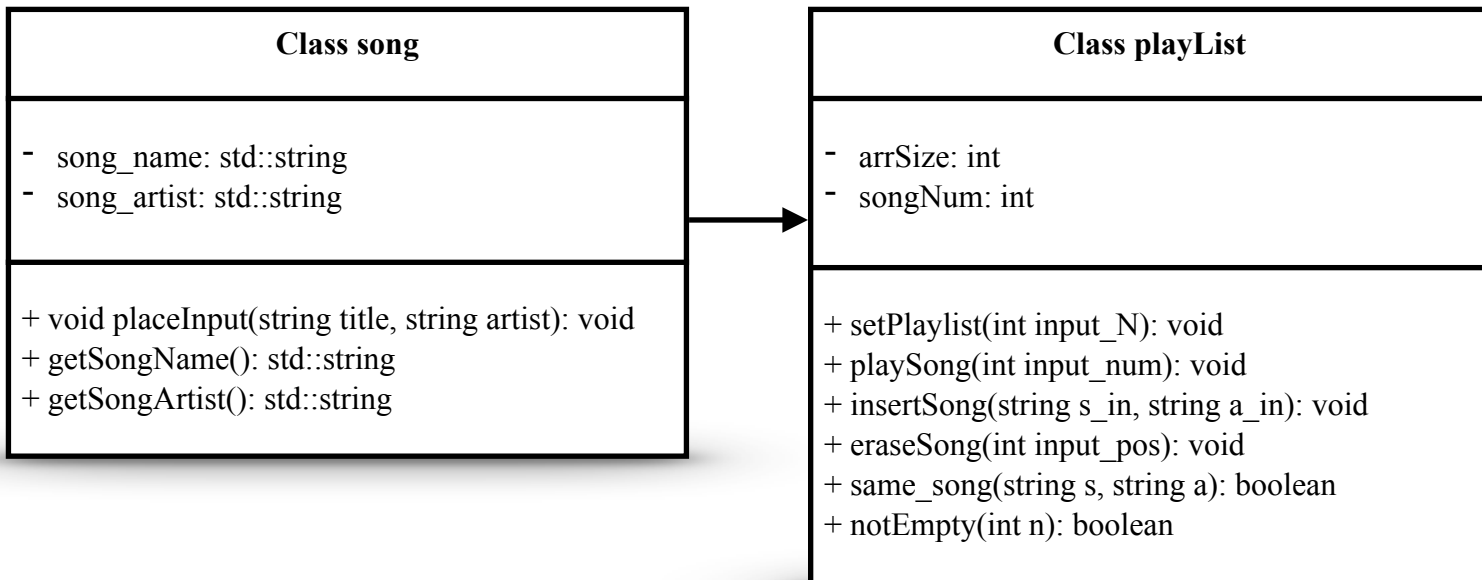 Class song
- song_name: std::string
- song_artist: std::string
+ void placeInput(string title, string artist): void
+ getSongName(): std::string
+ getSongArtist(): std::string
Class playList
- arrSize: int
- songNum: int
+ setPlaylist(int input_N): void
+ playSong(int input_num): void
+ insertSong(string s_in, string a_in): void
+ eraseSong(int input_pos): void
+ same_song(string s, string a): boolean
+ notEmpty(int n): boolean